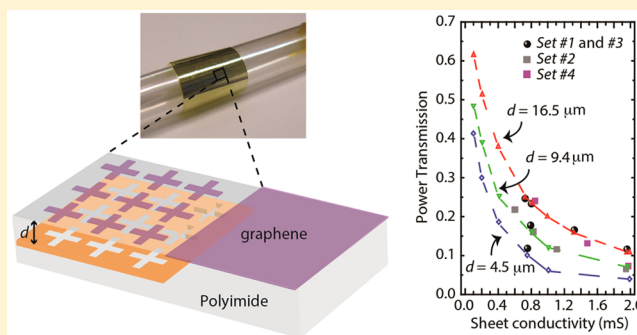 d
graphene
Polyimide
Power Transmission
0.7
0.6
0.5
0.4
0.3
0.2
0.1
0.0
Set #1 and #3
Set #2
Set #4
d = 16.5 μm
d = 9.4 μm
d = 4.5 μm
0.0 0.4 0.8 1.2 1.6 2.0
Sheet conductivity (mS)